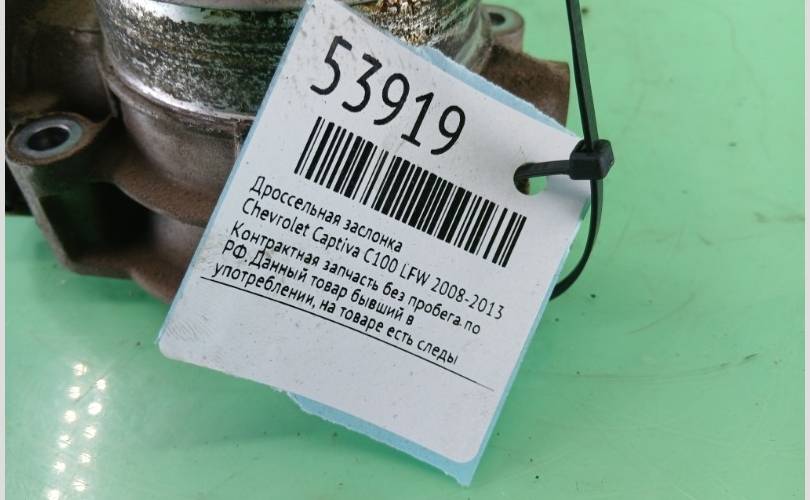 53919
Дроссельная заслонка
Chevrolet Captiva C100 LFW 2008-2013
Контрактная запчасть без пробега по
РФ. Данный товар бывший в
употреблении, на товаре есть следы